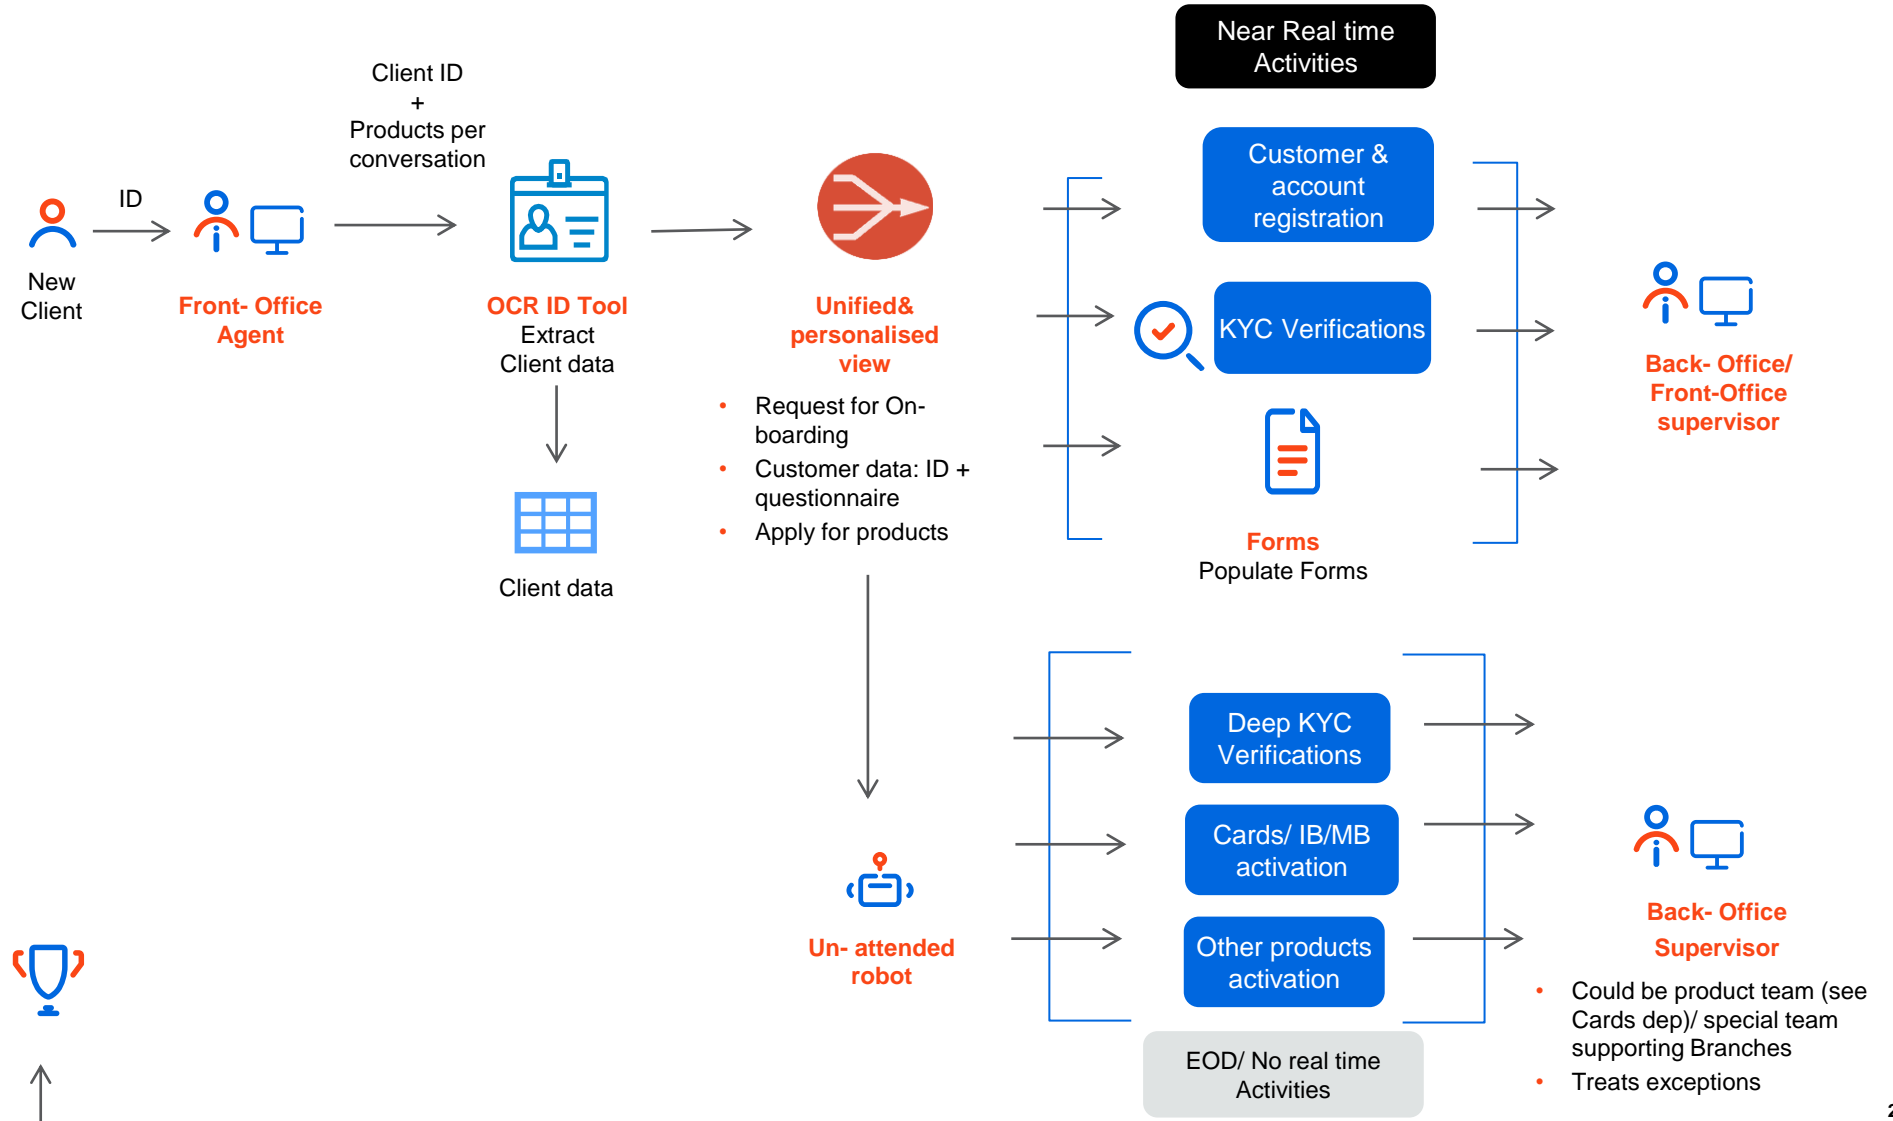 Near Real time
Activities
Client ID
+
Products per
conversation
ID
New
Client
Front- Office
Agent
OCR ID Tool
Extract
Client data
Client data
Unified&
personalised
view
• Request for On-
boarding
• Customer data: ID +
questionnaire
• Apply for products
Customer &
account
registration
KYC Verifications
Forms
Populate Forms
Back- Office/
Front-Office
supervisor
Un- attended
robot
Deep KYC
Verifications
Cards/ IB/MB
activation
Other products
activation
EOD/ No real time
Activities
Back- Office
Supervisor
• Could be product team (see
Cards dep)/ special team
supporting Branches
• Treats exceptions